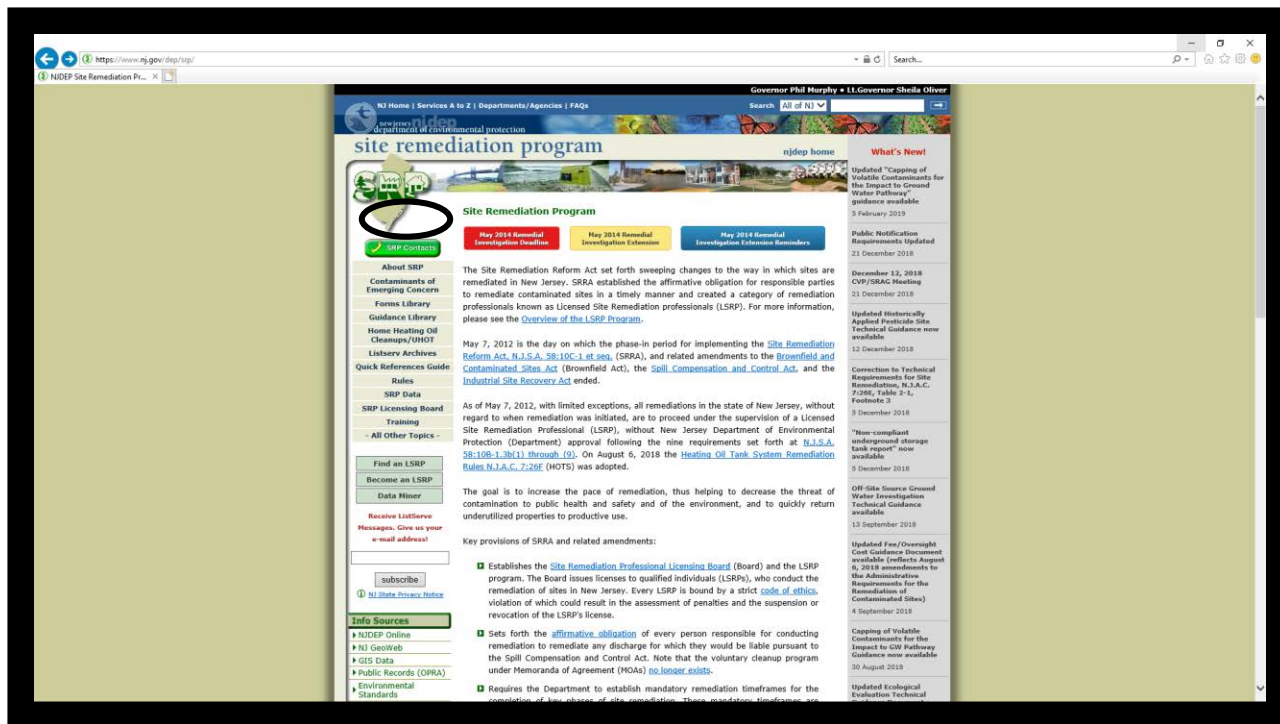 https://www.nj.gov/dep/srp/
Search...
NJDEP Site Remediation Pr...
Governor Phil Murphy • Lt.Governor Sheila Oliver
NJ Home | Services A to Z | Departments/Agencies | FAQs
Search All of NJ
new jersey njdep
department of environmental protection
site remediation program
njdep home
SRP
SRP Contacts
About SRP
Contaminants of
Emerging Concern
Forms Library
Guidance Library
Home Heating Oil
Cleanups/UHOT
Listserv Archives
Quick References Guide
Rules
SRP Data
SRP Licensing Board
Training
- All Other Topics -
Find an LSRP
Become an LSRP
Data Miner
Receive ListServe
Messages. Give us your
e-mail address!
subscribe
NJ State Privacy Notice
Info Sources
NJDEP Online
NJ GeoWeb
GIS Data
Public Records (OPRA)
Environmental
Standards
Site Remediation Program
May 2014 Remedial
Investigation Deadline
May 2014 Remedial
Investigation Extension
May 2014 Remedial
Investigation Extension Reminders
The Site Remediation Reform Act set forth sweeping changes to the way in which sites are
remediated in New Jersey. SRRA established the affirmative obligation for responsible parties
to remediate contaminated sites in a timely manner and created a category of remediation
professionals known as Licensed Site Remediation professionals (LSRP). For more information,
please see the Overview of the LSRP Program.
May 7, 2012 is the day on which the phase-in period for implementing the Site Remediation
Reform Act, N.J.S.A. 58:10C-1 et seq. (SRRA), and related amendments to the Brownfield and
Contaminated Sites Act (Brownfield Act), the Spill Compensation and Control Act, and the
Industrial Site Recovery Act ended.
As of May 7, 2012, with limited exceptions, all remediations in the state of New Jersey, without
regard to when remediation was initiated, are to proceed under the supervision of a Licensed
Site Remediation Professional (LSRP), without New Jersey Department of Environmental
Protection (Department) approval following the nine requirements set forth at N.J.S.A.
58:10B-1.3b(1) through (9). On August 6, 2018 the Heating Oil Tank System Remediation
Rules N.J.A.C. 7:26F (HOTS) was adopted.
The goal is to increase the pace of remediation, thus helping to decrease the threat of
contamination to public health and safety and of the environment, and to quickly return
underutilized properties to productive use.
Key provisions of SRRA and related amendments:
Establishes the Site Remediation Professional Licensing Board (Board) and the LSRP
program. The Board issues licenses to qualified individuals (LSRPs), who conduct the
remediation of sites in New Jersey. Every LSRP is bound by a strict code of ethics,
violation of which could result in the assessment of penalties and the suspension or
revocation of the LSRP's license.
Sets forth the affirmative obligation of every person responsible for conducting
remediation to remediate any discharge for which they would be liable pursuant to
the Spill Compensation and Control Act. Note that the voluntary cleanup program
under Memoranda of Agreement (MOAs) no longer exists.
Requires the Department to establish mandatory remediation timeframes for the
completion of key phases of site remediation. These mandatory timeframes are
What's New!
Updated "Capping of
Volatile Contaminants for
the Impact to Ground
Water Pathway"
guidance available
5 February 2019
Public Notification
Requirements Updated
21 December 2018
December 12, 2018
CVP/SRAG Meeting
21 December 2018
Updated Historically
Applied Pesticide Site
Technical Guidance now
available
12 December 2018
Correction to Technical
Requirements for Site
Remediation, N.J.A.C.
7:26E, Table 2-1,
Footnote 3
5 December 2018
"Non-compliant
underground storage
tank report" now
available
5 December 2018
Off-Site Source Ground
Water Investigation
Technical Guidance
available
13 September 2018
Updated Fee/Oversight
Cost Guidance Document
available (reflects August
6, 2018 amendments to
the Administrative
Requirements for the
Remediation of
Contaminated Sites)
4 September 2018
Capping of Volatile
Contaminants for the
Impact to GW Pathway
Guidance now available
30 August 2018
Updated Ecological
Evaluation Technical